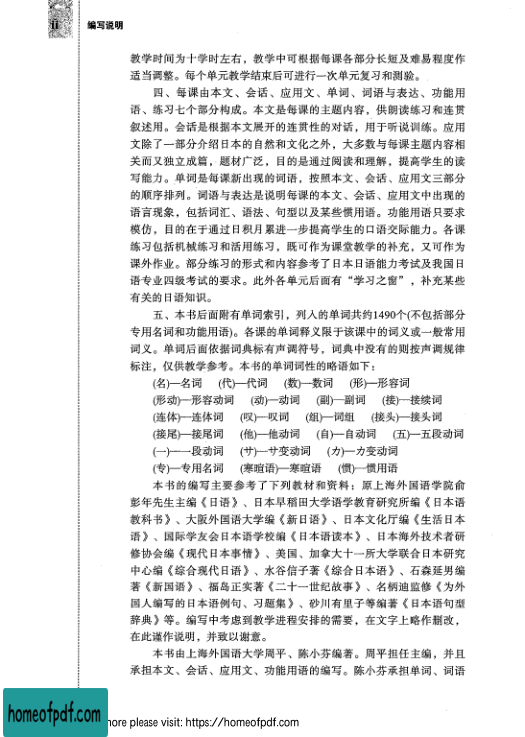 II
编写说明
教学时间为十学时左右，教学中可根据每课各部分长短及难易程度作
适当调整。每个单元教学结束后可进行一次单元复习和测验。
四、每课由本文、会话、应用文、单词、词语与表达、功能用
语、练习七个部分构成。本文是每课的主题内容，供朗读练习和连贯
叙述用。会话是根据本文展开的连贯性的对话，用于听说训练。应用
文除了一部分介绍日本的自然和文化之外，大多数与每课主题内容相
关而又独立成篇，题材广泛，目的是通过阅读和理解，提高学生的读
写能力。单词是每课新出现的词语，按照本文、会话、应用文三部分
的顺序排列。词语与表达是说明每课的本文、会话、应用文中出现的
语言现象，包括词汇、语法、句型以及某些惯用语。功能用语只要求
模仿，目的在于通过日积月累进一步提高学生的口语交际能力。各课
练习包括机械练习和活用练习，既可作为课堂教学的补充，又可作为
课外作业。部分练习的形式和内容参考了日本日语能力考试及我国日
语专业四级考试的要求。此外各单元后面有“学习之窗”，补充某些
有关的日语知识。
五、本书后面附有单词索引，列入的单词共约1490个(不包括部分
专用名词和功能用语)。各课的单词释义限于该课中的词义或一般常用
词义。单词后面依据词典标有声调符号，词典中没有的则按声调规律
标注，仅供教学参考。本书的单词词性的略语如下：
(名)—名词 (代)—代词 (数)—数词 (形)—形容词
(形动)—形容动词 (动)—动词 (副)—副词 (接)—接续词
(连体)—连体词 (叹)—叹词 (组)—词组 (接头)—接头词
(接尾)—接尾词 (他)—他动词 (自)—自动词 (五)—五段动词
(一)—一段动词 (サ)—サ变动词 (カ)—カ变动词
(专)—专用名词 (寒暄语)—寒暄语 (惯)—惯用语
本书的编写主要参考了下列教材和资料：原上海外国语学院俞
彭年先生主编《日语》、日本早稻田大学语学教育研究所编《日本语
教科书》、大阪外国语大学编《新日语》、日本文化厅编《生活日本
语》、国际学友会日本语学校编《日本语读本》、日本海外技术者研
修协会编《现代日本事情》、美国、加拿大十一所大学联合日本研究
中心编《综合现代日语》、水谷信子著《综合日本语》、石森延男编
著《新国语》、福岛正实著《二十一世纪故事》、名柄迪监修《为外
国人编写的日本语例句、习题集》、砂川有里子等编著《日本语句型
辞典》等。编写中考虑到教学进程安排的需要，在文字上略作删改，
在此谨作说明，并致以谢意。
本书由上海外国语大学周平、陈小芬编著。周平担任主编，并且
承担本文、会话、应用文、功能用语的编写。陈小芬承担单词、词语
homeofpdf.com
ore please visit: https://homeofpdf.com